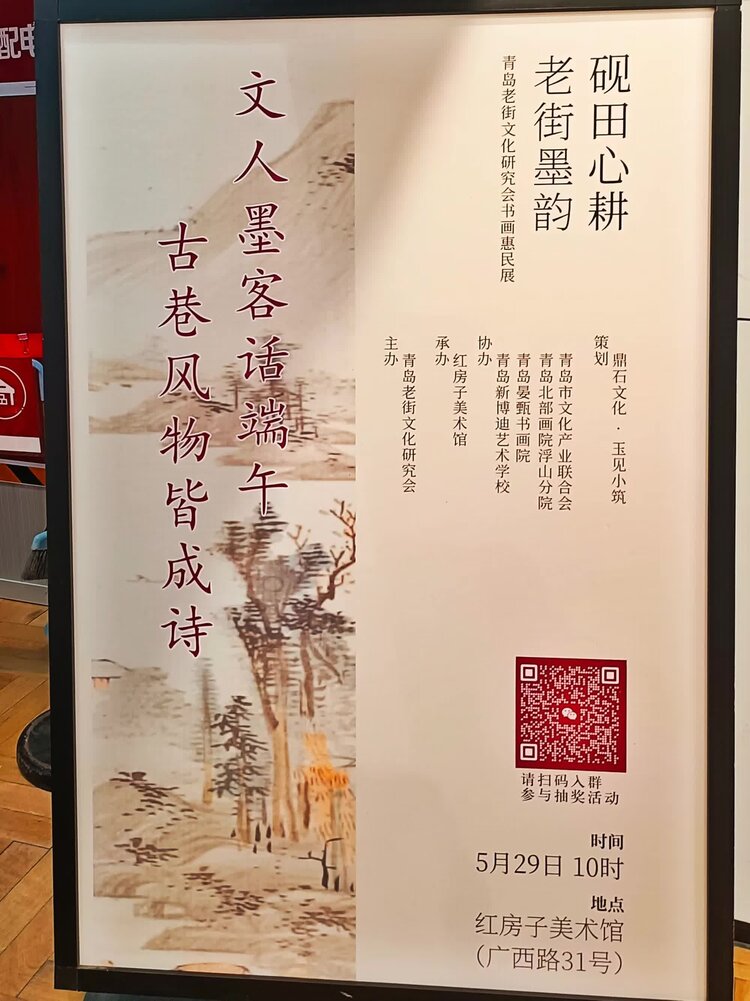 配电
砚田心耕
老街墨韵
青岛老街文化研究会书画惠民展
文人墨客话端午
古巷风物皆成诗
策划
鼎石文化·玉见小筑
协办
青岛市文化产业联合会
青岛北部画院浮山分院
青岛晏甄书画院
青岛新博迪艺术学校
承办
红房子美术馆
主办
青岛老街文化研究会
请扫码入群
参与抽奖活动
时间
5月29日 10时
地点
红房子美术馆
(广西路31号)